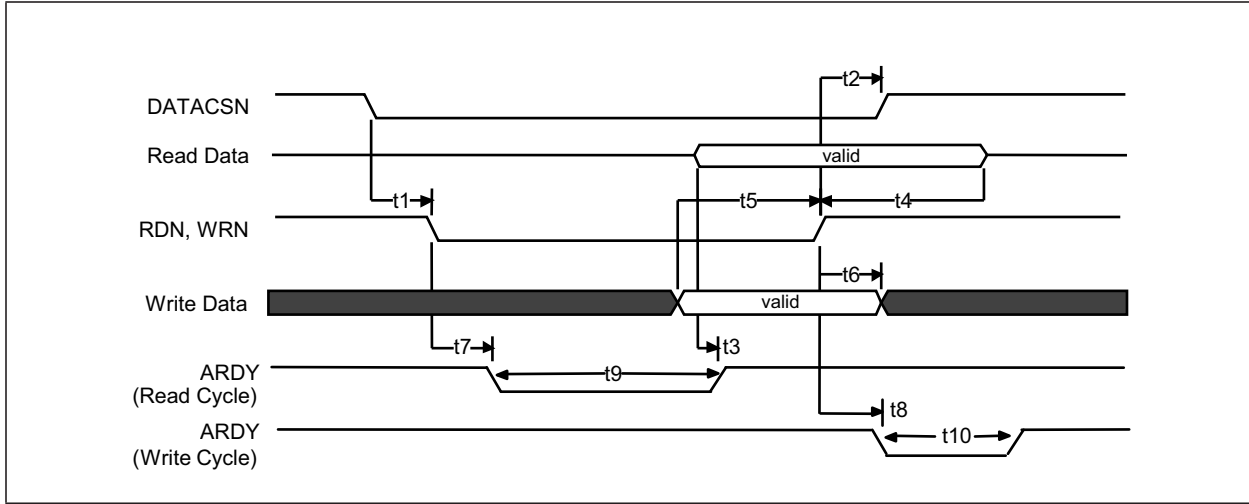 t2
DATACSN
Read Data
valid
t1
t5
t4
RDN, WRN
t6
Write Data
valid
t7
t3
ARDY
(Read Cycle)
t9
t8
ARDY
(Write Cycle)
t10